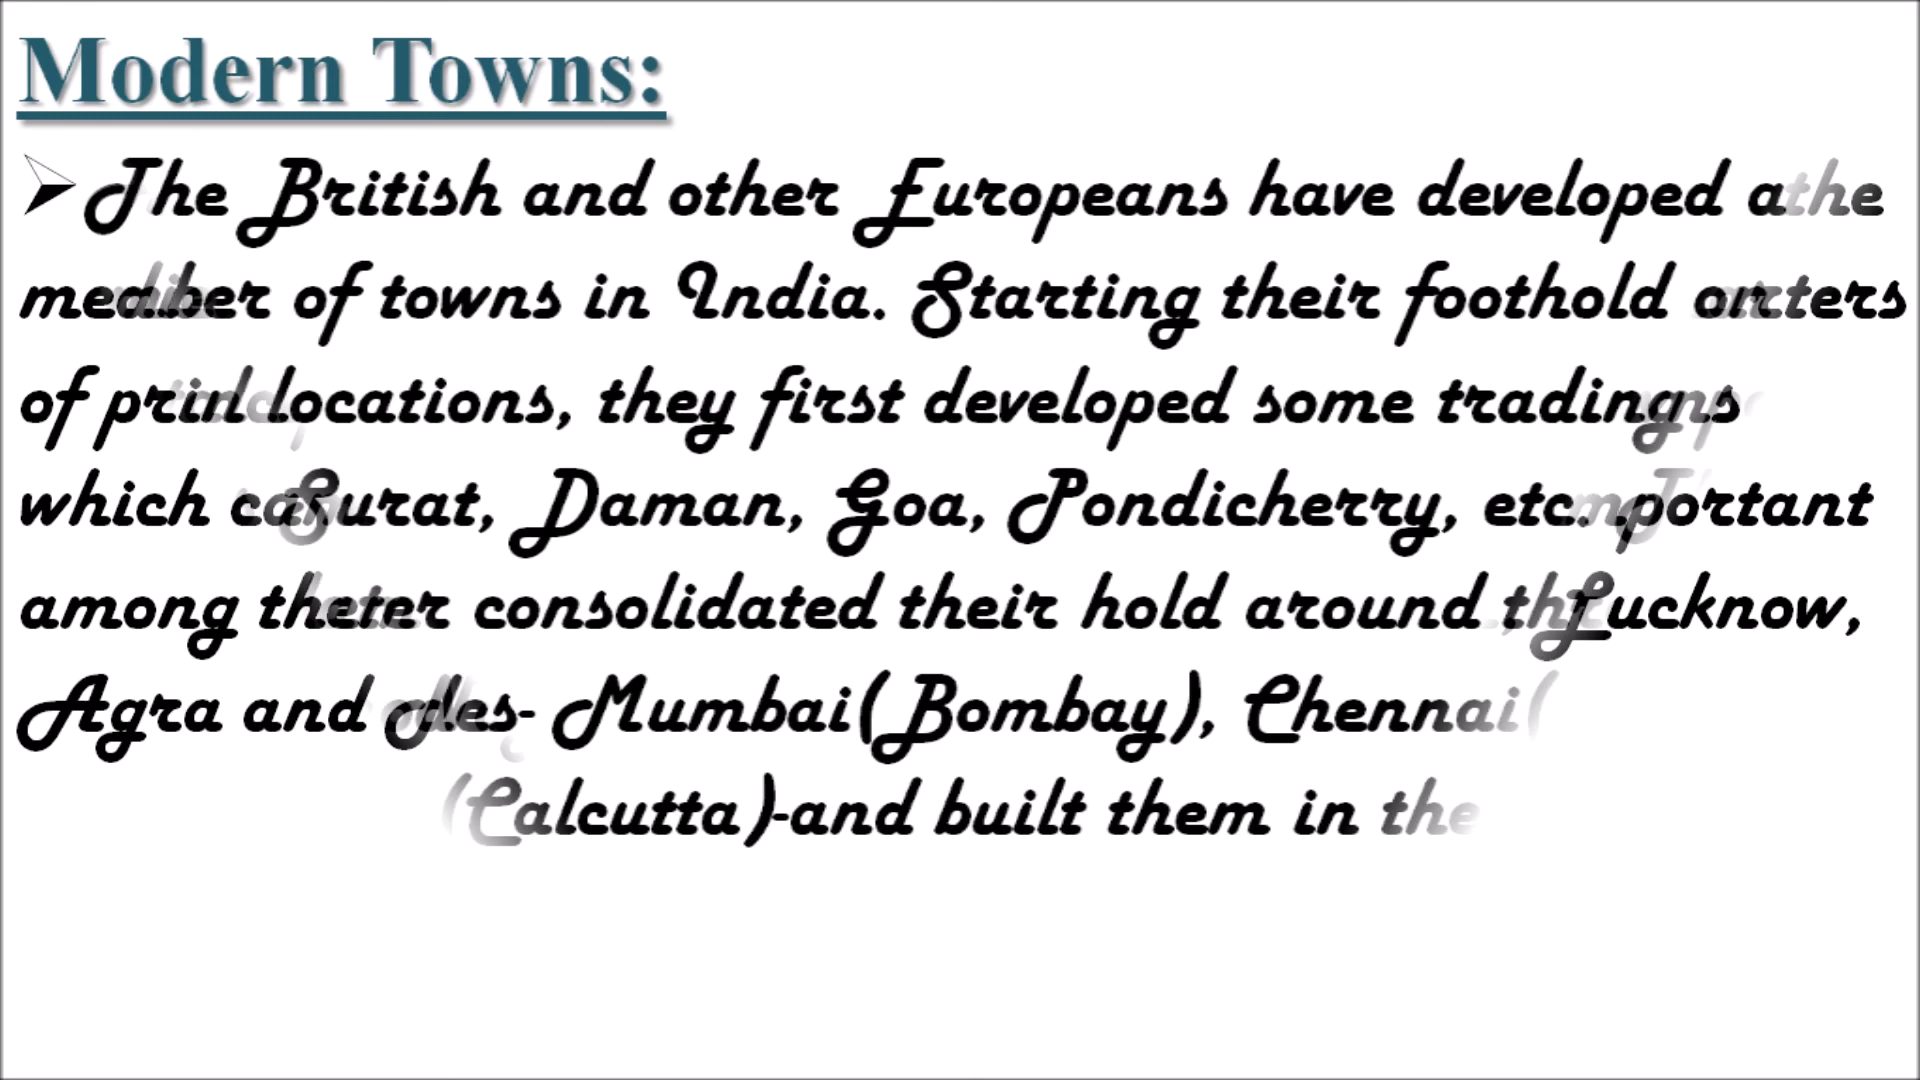 Modern Towns:
The British and other Europeans have developed a
of towns in India. Starting their foothold
of locations, they first developed some trading
which Surat, Daman, Goa, Pondicherry, etc.
among consolidated their hold around Lucknow,
Agra and - Mumbai(Bombay), Chennai(
(Calcutta)-and built them in the